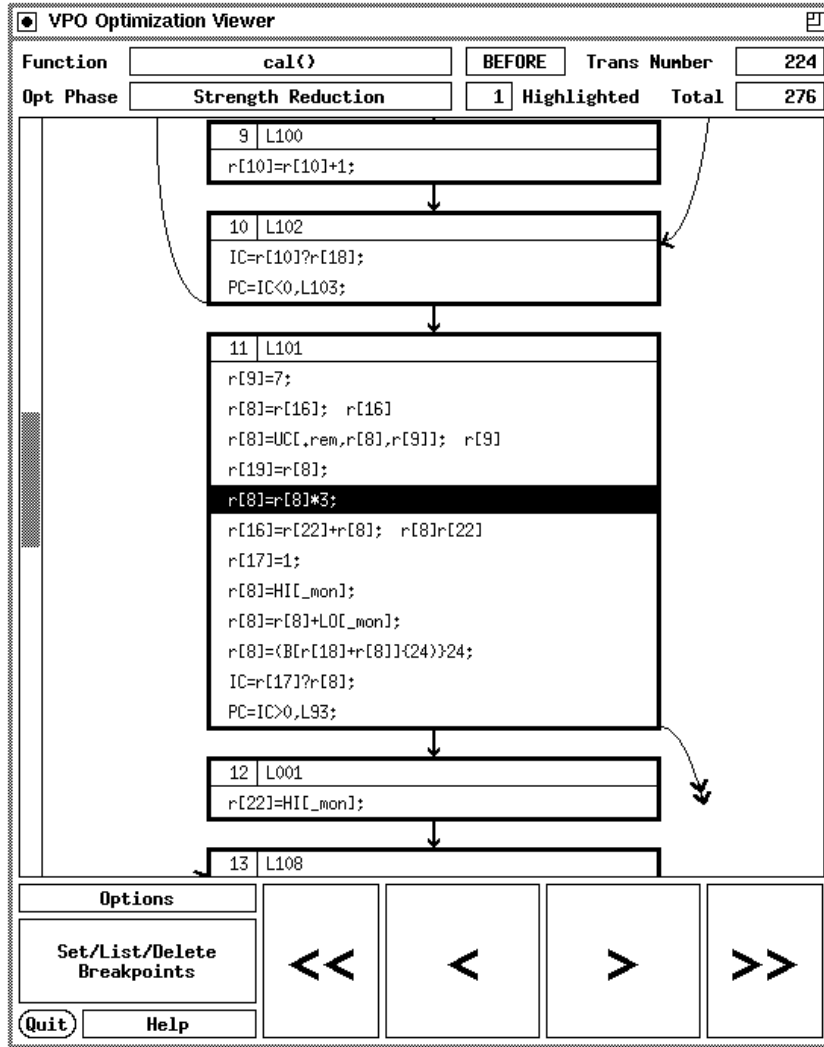 VPO Optimization Viewer
Function cal() BEFORE Trans Number 224
Opt Phase Strength Reduction 1 Highlighted Total 276
9 L100
r[10]=r[10]+1;
10 L102
IC=r[10]?r[18];
PC=IC<0,L103;
11 L101
r[9]=7;
r[8]=r[16]; r[16]
r[8]=UC[.rem,r[8],r[9]]; r[9]
r[19]=r[8];
r[8]=r[8]*3;
r[16]=r[22]+r[8]; r[8]r[22]
r[17]=1;
r[8]=HI[_mon];
r[8]=r[8]+LO[_mon];
r[8]=(B[r[18]+r[8]]{24)}24;
IC=r[17]?r[8];
PC=IC>0,L93;
12 L001
r[22]=HI[_mon];
13 L108
Options
Set/List/Delete
Breakpoints
<< < > >>
Quit Help